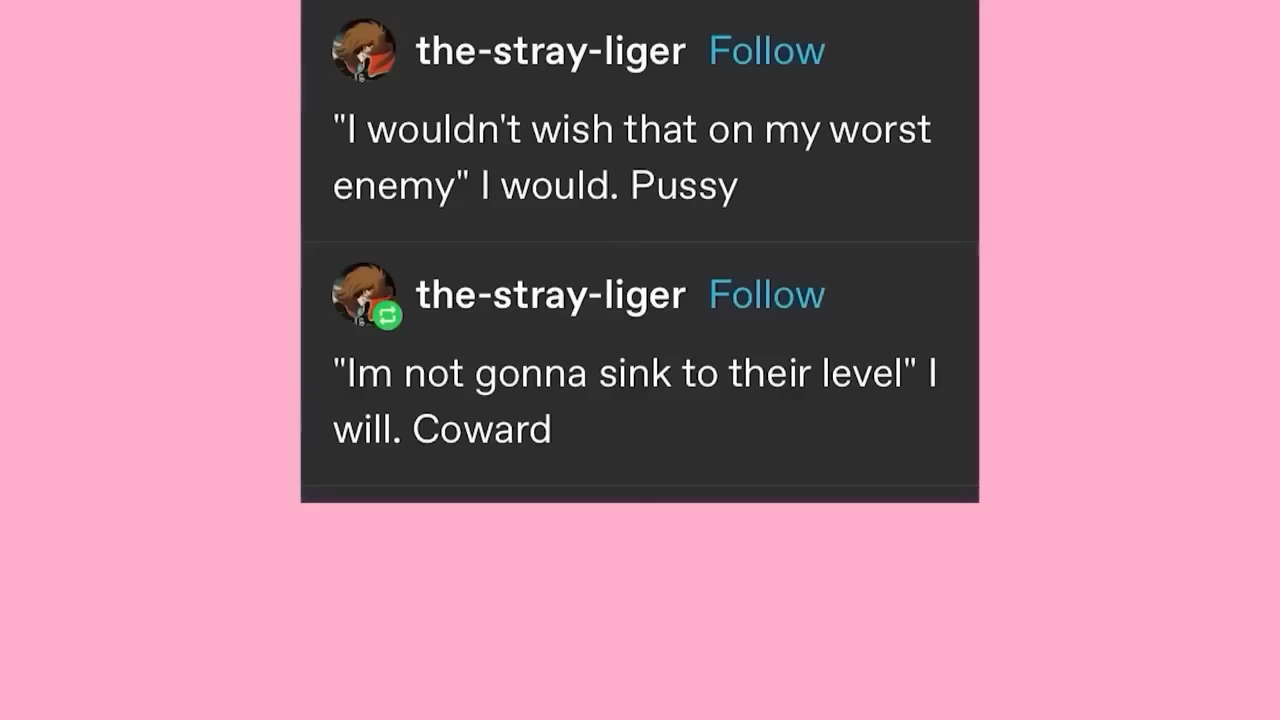 the-stray-liger Follow
"I wouldn't wish that on my worst
enemy" I would. Pussy
the-stray-liger Follow
"Im not gonna sink to their level" I
will. Coward